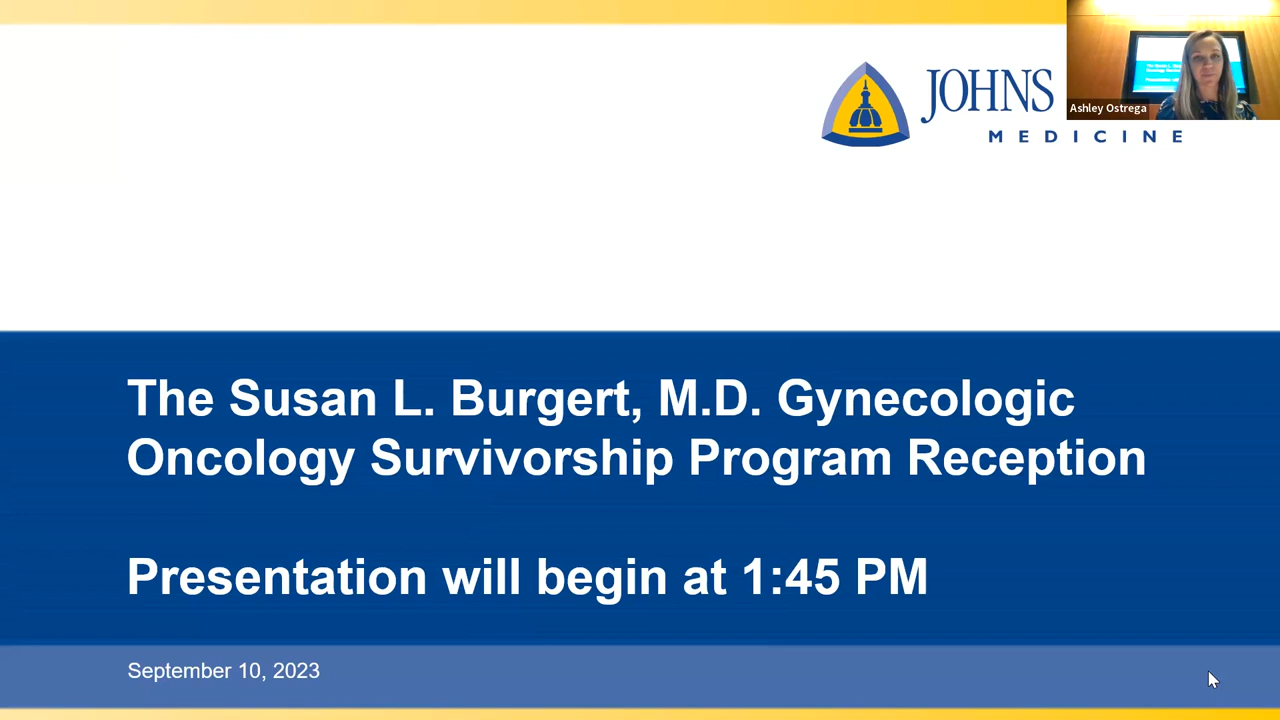 JOHNS
MEDICINE
Ashley Ostrega
The Susan L. Burgert, M.D. Gynecologic
Oncology Survivorship Program Reception
Presentation will begin at 1:45 PM
September 10, 2023